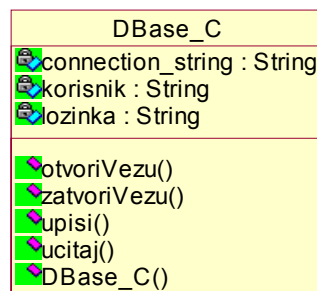 DBase_C
connection_string : String
korisnik : String
lozinka : String
otvoriVezu()
zatvoriVezu()
upisi()
ucitaj()
DBase_C()